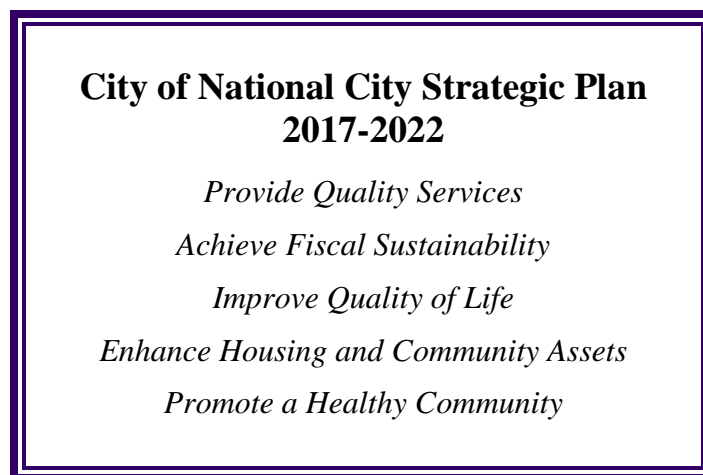 City of National City Strategic Plan
2017-2022
Provide Quality Services
Achieve Fiscal Sustainability
Improve Quality of Life
Enhance Housing and Community Assets
Promote a Healthy Community